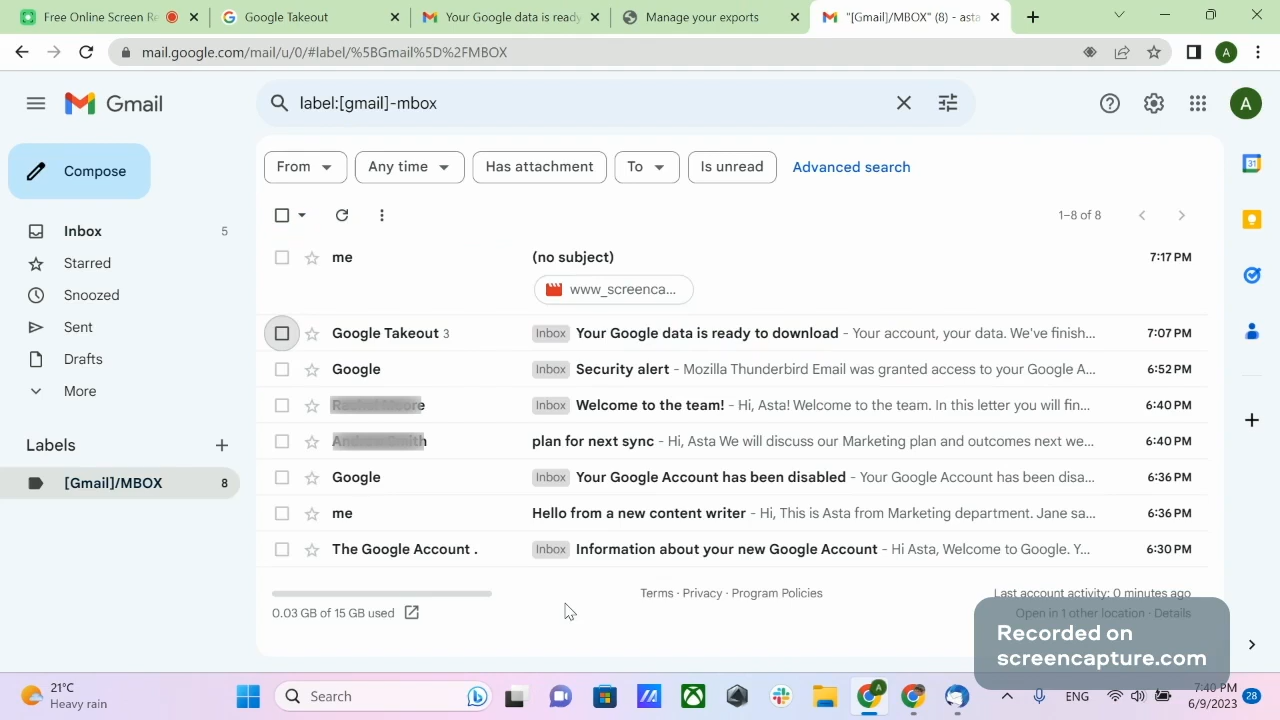 Free Online Screen Re
Google Takeout
Your Google data is ready
Manage your exports
"[Gmail]/MBOX" (8) - asta
mail.google.com/mail/u/0/#label/%5BGmail%5D%2FMBOX
A
Gmail
label:[gmail]-mbox
A
Compose
From
Any time
Has attachment
To
Is unread
Advanced search
1–8 of 8
Inbox 5
Starred
Snoozed
Sent
Drafts
More
Labels
[Gmail]/MBOX 8
me (no subject) 7:17 PM
www_screenca...
Google Takeout 3 Inbox Your Google data is ready to download - Your account, your data. We've finish... 7:07 PM
Google Inbox Security alert - Mozilla Thunderbird Email was granted access to your Google A... 6:52 PM
Inbox Welcome to the team! - Hi, Asta! Welcome to the team. In this letter you will fin... 6:40 PM
plan for next sync - Hi, Asta We will discuss our Marketing plan and outcomes next we... 6:40 PM
Google Inbox Your Google Account has been disabled - Your Google Account has been disa... 6:36 PM
me Hello from a new content writer - Hi, This is Asta from Marketing department. Jane sa... 6:36 PM
The Google Account . Inbox Information about your new Google Account - Hi Asta, Welcome to Google. Y... 6:30 PM
0.03 GB of 15 GB used
Terms · Privacy · Program Policies
Last account activity: 0 minutes ago
Open in 1 other location · Details
Recorded on
screencapture.com
21°C
Heavy rain
Search
A
ENG
7:40 PM
6/9/2023
28
31